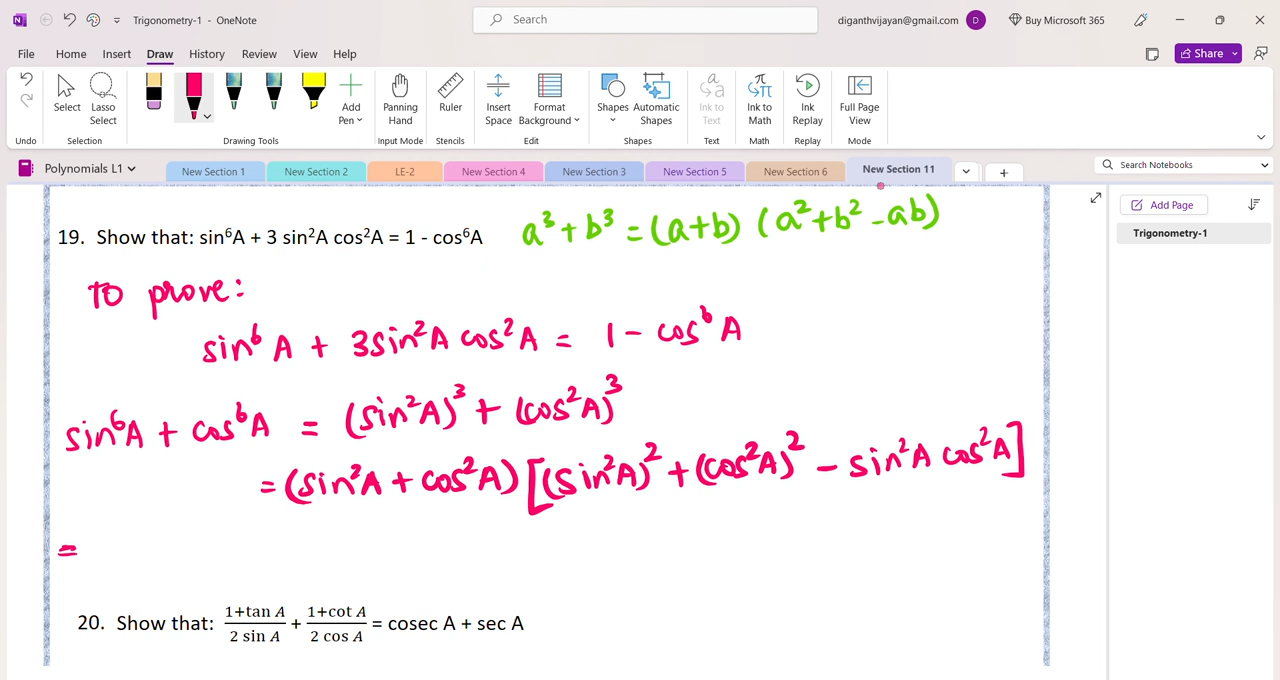 Trigonometry-1 - OneNote
Search
diganthvijayan@gmail.com D Buy Microsoft 365
File Home Insert Draw History Review View Help
Share
Undo
Select
Lasso Select
Selection
Drawing Tools
Add Pen
Panning Hand
Input Mode
Ruler
Stencils
Insert Space
Format Background
Edit
Shapes
Automatic Shapes
Shapes
Ink to Text
Text
Ink to Math
Math
Ink Replay
Replay
Full Page View
Mode
Polynomials L1
New Section 1 New Section 2 LE-2 New Section 4 New Section 3 New Section 5 New Section 6 New Section 11
Search Notebooks
Add Page
Trigonometry-1
a³ + b³ = (a+b) (a² + b² - ab)
19. Show that: sin⁶A + 3 sin²A cos²A = 1 - cos⁶A
To prove:
sin⁶ A + 3sin²A cos²A = 1 - cos⁶ A
sin⁶A + cos⁶A = (sin²A)³ + (cos²A)³
= (sin²A + cos²A) [(sin²A)² + (cos²A)² - sin²A cos²A]
=
20. Show that: (1+tan A)/(2 sin A) + (1+cot A)/(2 cos A) = cosec A + sec A